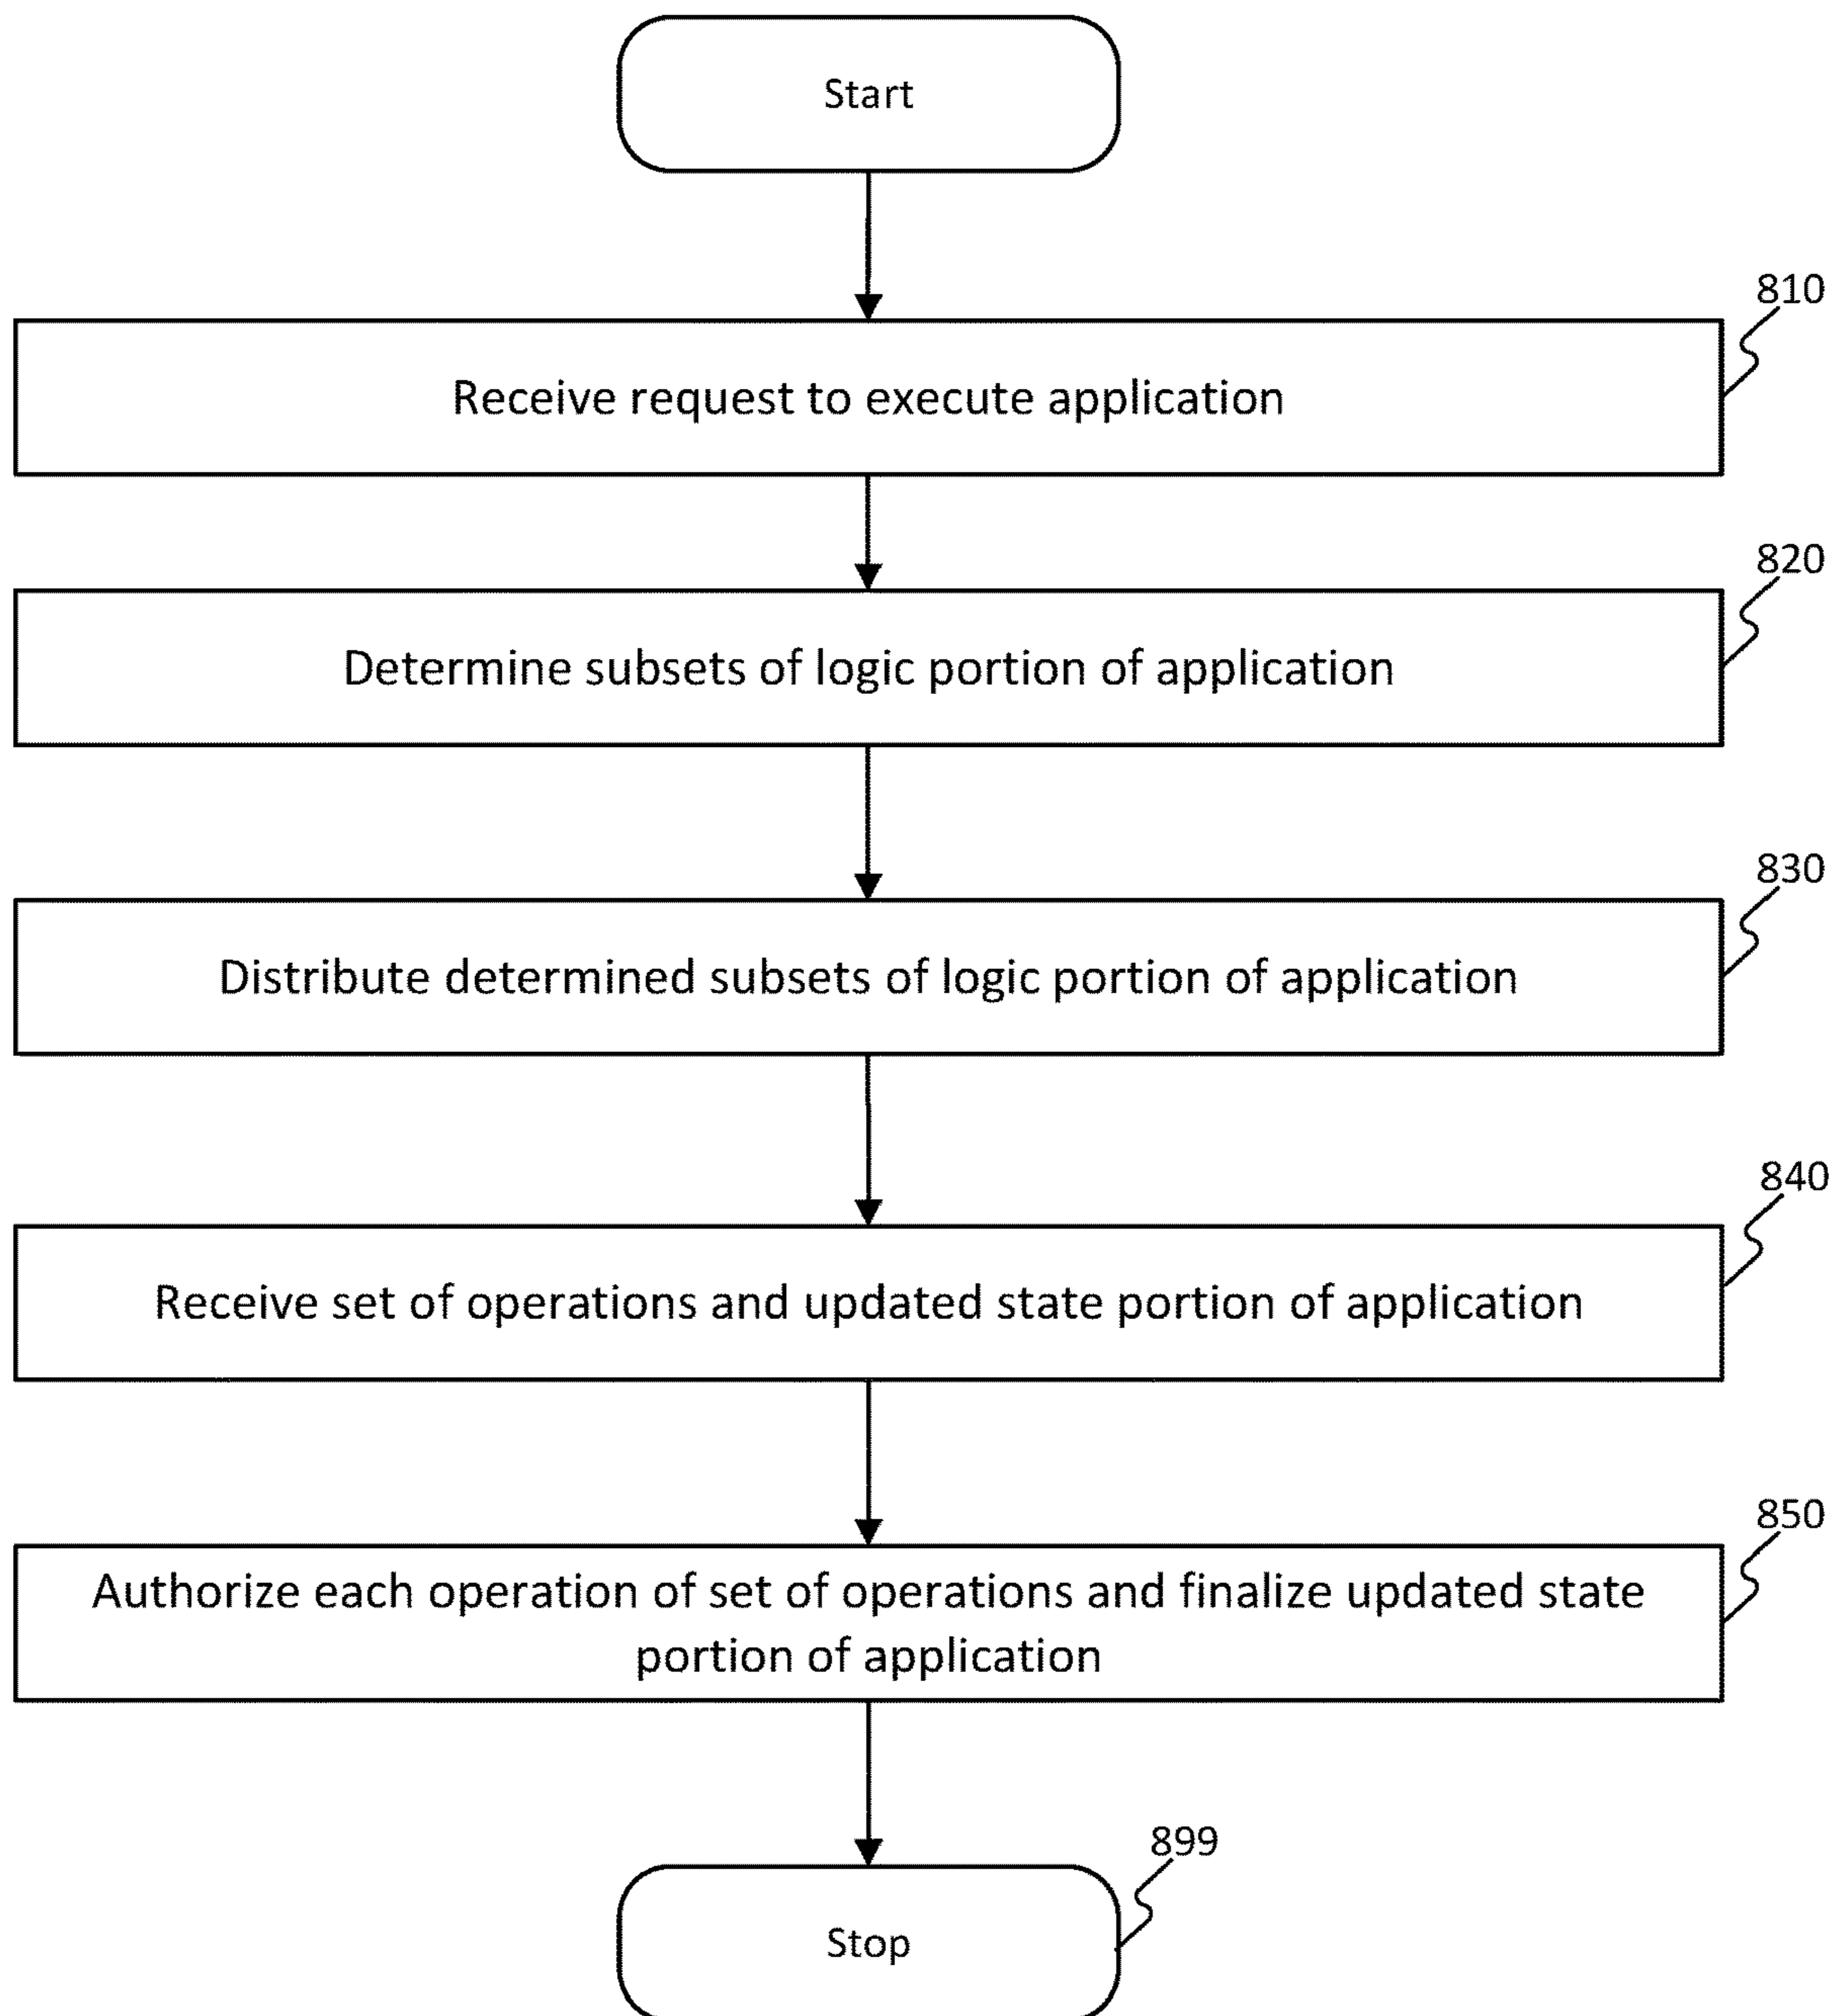 Start
810
Receive request to execute application
820
Determine subsets of logic portion of application
830
Distribute determined subsets of logic portion of application
840
Receive set of operations and updated state portion of application
850
Authorize each operation of set of operations and finalize updated state
portion of application
899
Stop